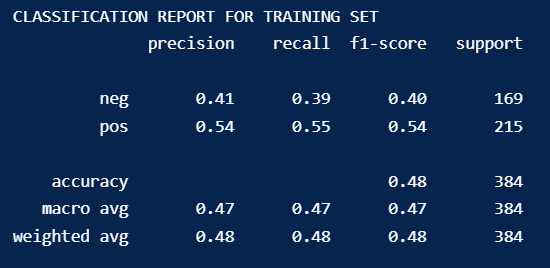 CLASSIFICATION REPORT FOR TRAINING SET
precision recall f1-score support
neg 0.41 0.39 0.40 169
pos 0.54 0.55 0.54 215
accuracy 0.48 384
macro avg 0.47 0.47 0.47 384
weighted avg 0.48 0.48 0.48 384